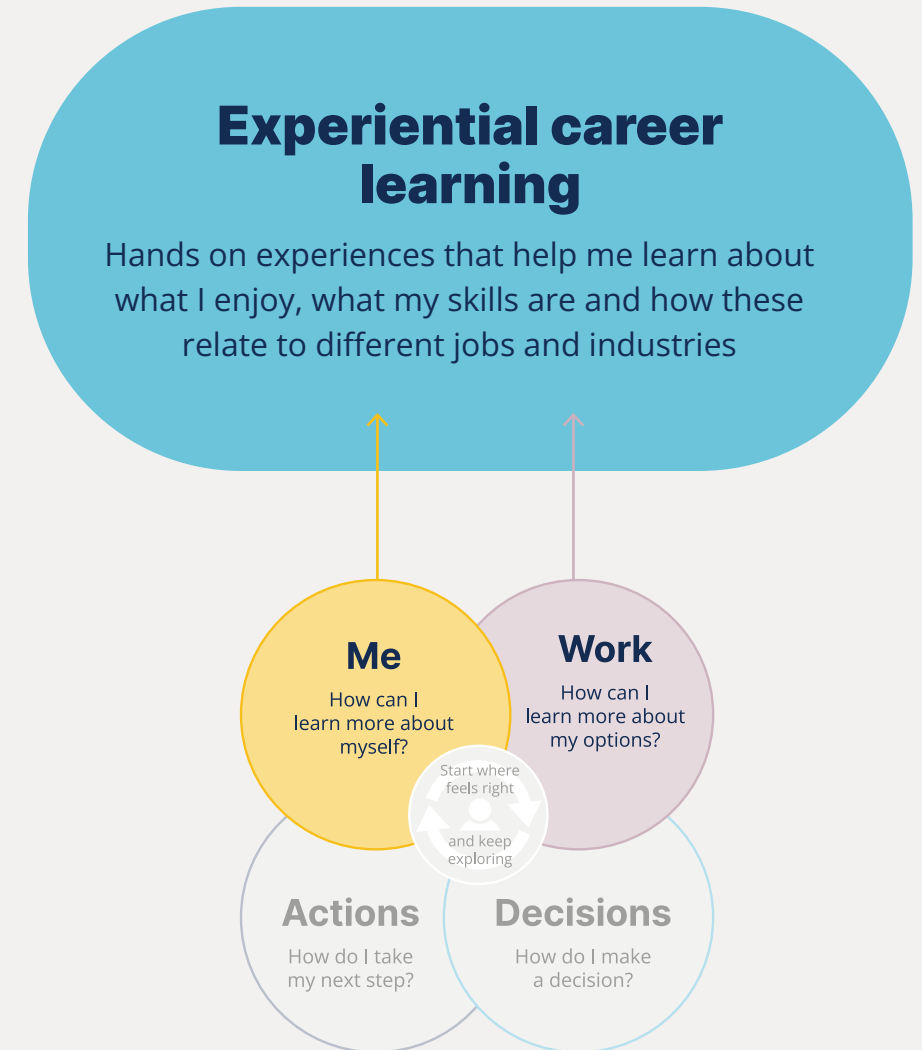 Experiential career
learning
Hands on experiences that help me learn about
what I enjoy, what my skills are and how these
relate to different jobs and industries
Me
How can I
learn more about
myself?
Work
How can I
learn more about
my options?
Start where
feels right
and keep
exploring
Actions
How do I take
my next step?
Decisions
How do I make
a decision?